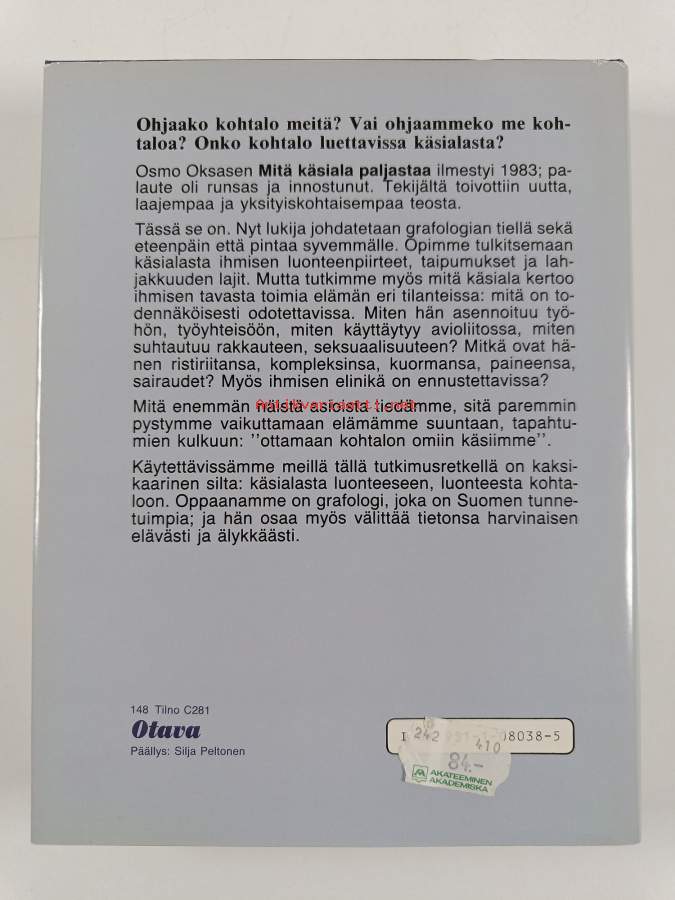 Ohjaako kohtalo meitä? Vai ohjaammeko me koh-
taloa? Onko kohtalo luettavissa käsialasta?
Osmo Oksasen Mitä käsiala paljastaa ilmestyi 1983; pa-
laute oli runsas ja innostunut. Tekijältä toivottiin uutta,
laajempaa ja yksityiskohtaisempaa teosta.
Tässä se on. Nyt lukija johdatetaan grafologian tiellä sekä
eteenpäin että pintaa syvemmälle. Opimme tulkitsemaan
käsialasta ihmisen luonteenpiirteet, taipumukset ja lah-
jakkuuden lajit. Mutta tutkimme myös mitä käsiala kertoo
ihmisen tavasta toimia elämän eri tilanteissa: mitä on to-
dennäköisesti odotettavissa. Miten hän asennoituu työ-
hön, työyhteisöön, miten käyttäytyy avioliitossa, miten
suhtautuu rakkauteen, seksuaalisuuteen? Mitkä ovat hä-
nen ristiriitansa, kompleksinsa, kuormansa, paineensa,
sairaudet? Myös ihmisen elinikä on ennustettavissa?
Mitä enemmän näistä asioista tiedämme, sitä paremmin
pystymme vaikuttamaan elämämme suuntaan, tapahtu-
mien kulkuun: "ottamaan kohtalon omiin käsiimme".
Käytettävissämme meillä tällä tutkimusretkellä on kaksi-
kaarinen silta: käsialasta luonteeseen, luonteesta kohta-
loon. Oppaanamme on grafologi, joka on Suomen tunne-
tuimpia; ja hän osaa myös välittää tietonsa harvinaisen
elävästi ja älykkäästi.
148 Tilno C281
Otava
Päällys: Silja Peltonen
242 08038-5
410
84.-
AKATEEMINEN
AKADEMISKA